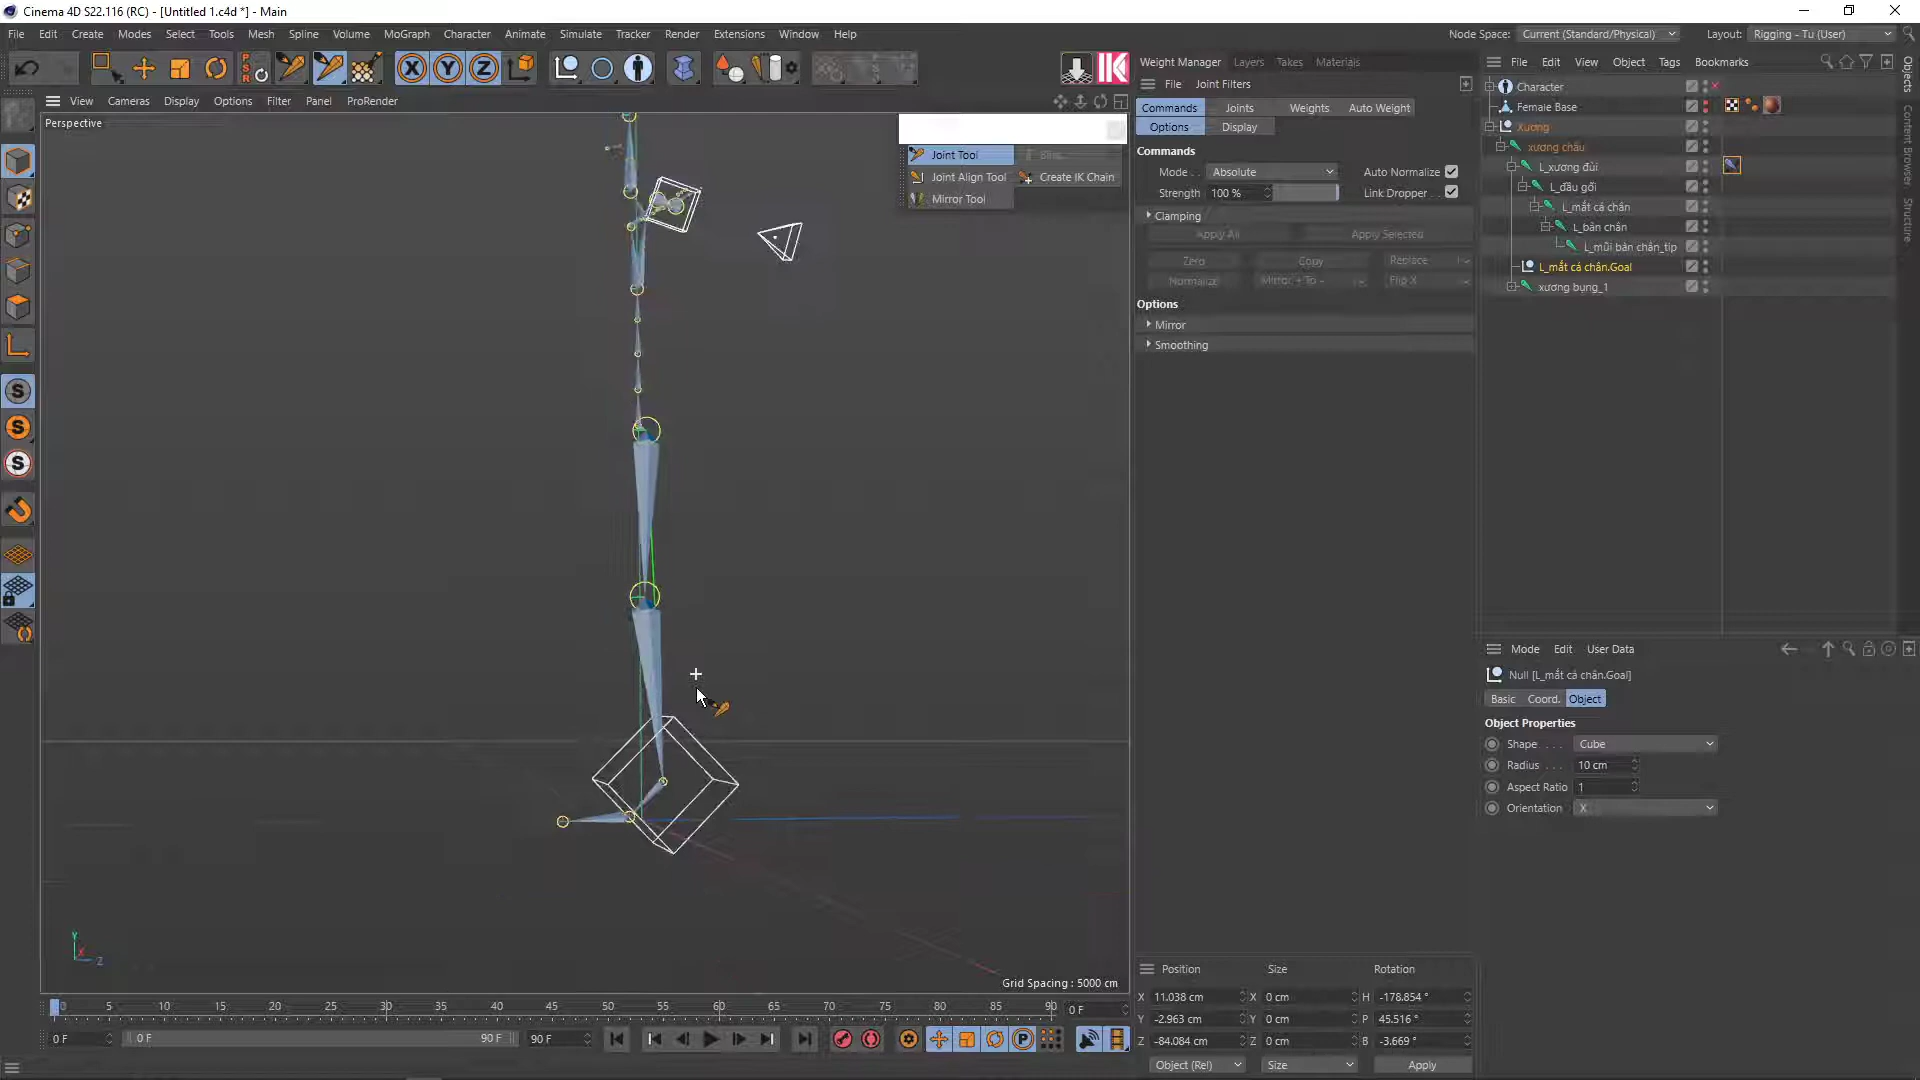 Cinema 4D S22.116 (RC) - [Untitled 1.c4d *] - Main
File Edit Create Modes Select Tools Mesh Spline Volume MoGraph Character Animate Simulate Tracker Render Extensions Window Help
Node Space: Current (Standard/Physical) Layout: Rigging - Tu (User)
View Cameras Display Options Filter Panel ProRender
Perspective
Joint Tool
Joint Align Tool Create IK Chain
Mirror Tool
Grid Spacing : 5000 cm
Weight Manager Layers Takes Materials
File Joint Filters
Commands Joints Weights Auto Weight
Options Display
Commands
Mode . . Absolute Auto Normalize
Strength 100 % Link Dropper
Clamping
Apply All Apply Selected
Zero Copy Replace
Normalize Mirror + To - Flip X
Options
Mirror
Smoothing
File Edit View Object Tags Bookmarks
Character
Female Base
Xương
xương chậu
L_xương đùi
L_đầu gối
L_mắt cá chân
L_bàn chân
L_mũi bàn chân_tip
L_mắt cá chân.Goal
xương bụng_1
Objects
Content Browser
Structure
Mode Edit User Data
Null [L_mắt cá chân.Goal]
Basic Coord. Object
Object Properties
Shape . . . . Cube
Radius . . . 10 cm
Aspect Ratio 1
Orientation . X
Position Size Rotation
X 11.038 cm X 0 cm H -178.854 °
Y -2.963 cm Y 0 cm P 45.516 °
Z -84.084 cm Z 0 cm B -3.669 °
Object (Rel) Size Apply
0 5 10 15 20 25 30 35 40 45 50 55 60 65 70 75 80 85 90 0 F
0 F 0 F 90 F 90 F